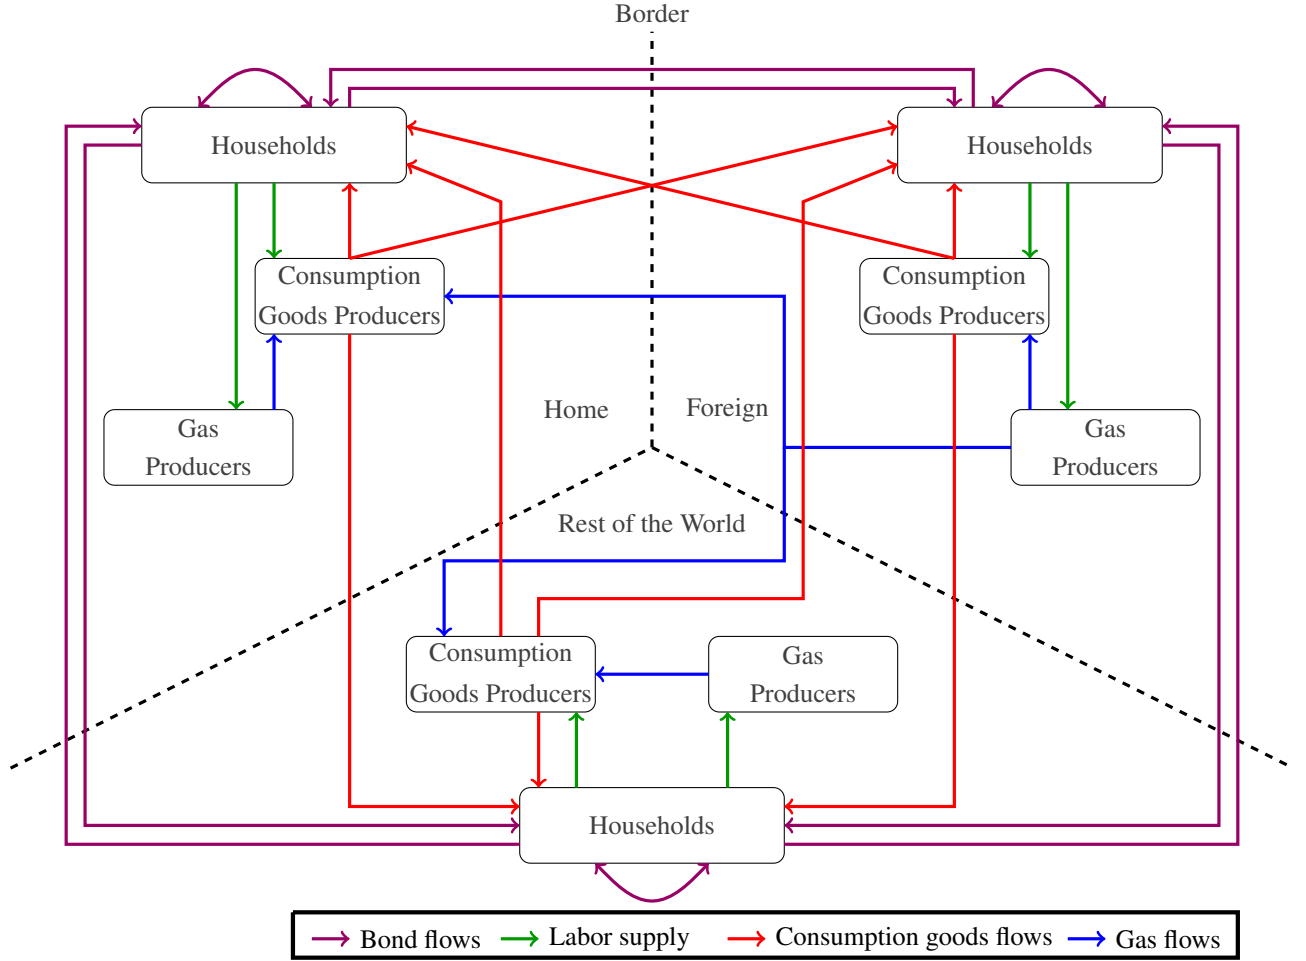 Border
Households
Households
Consumption
Goods Producers
Consumption
Goods Producers
Home
Foreign
Gas
Producers
Gas
Producers
Rest of the World
Consumption
Goods Producers
Gas
Producers
Households
Bond flows
Labor supply
Consumption goods flows
Gas flows